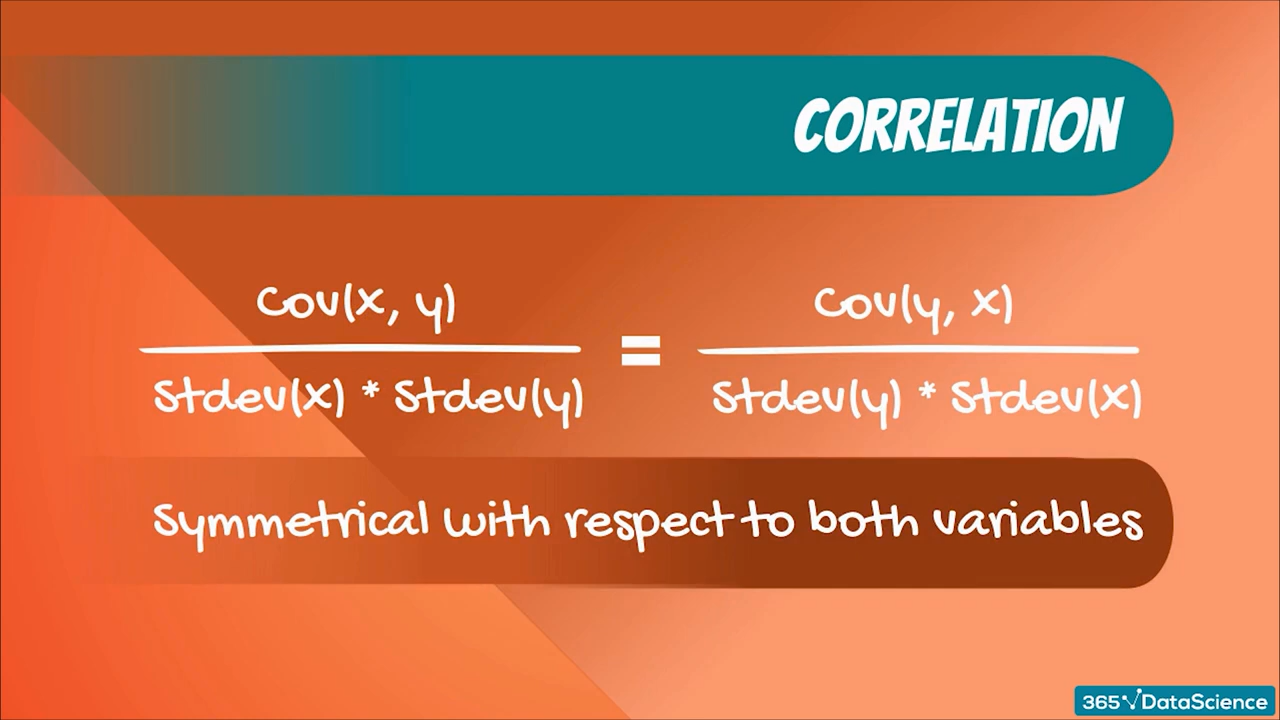 CORRELATION
Cov(x, y)
Stdev(x) * Stdev(y)
=
Cov(y, x)
Stdev(y) * Stdev(x)
Symmetrical with respect to both variables
365 DataScience